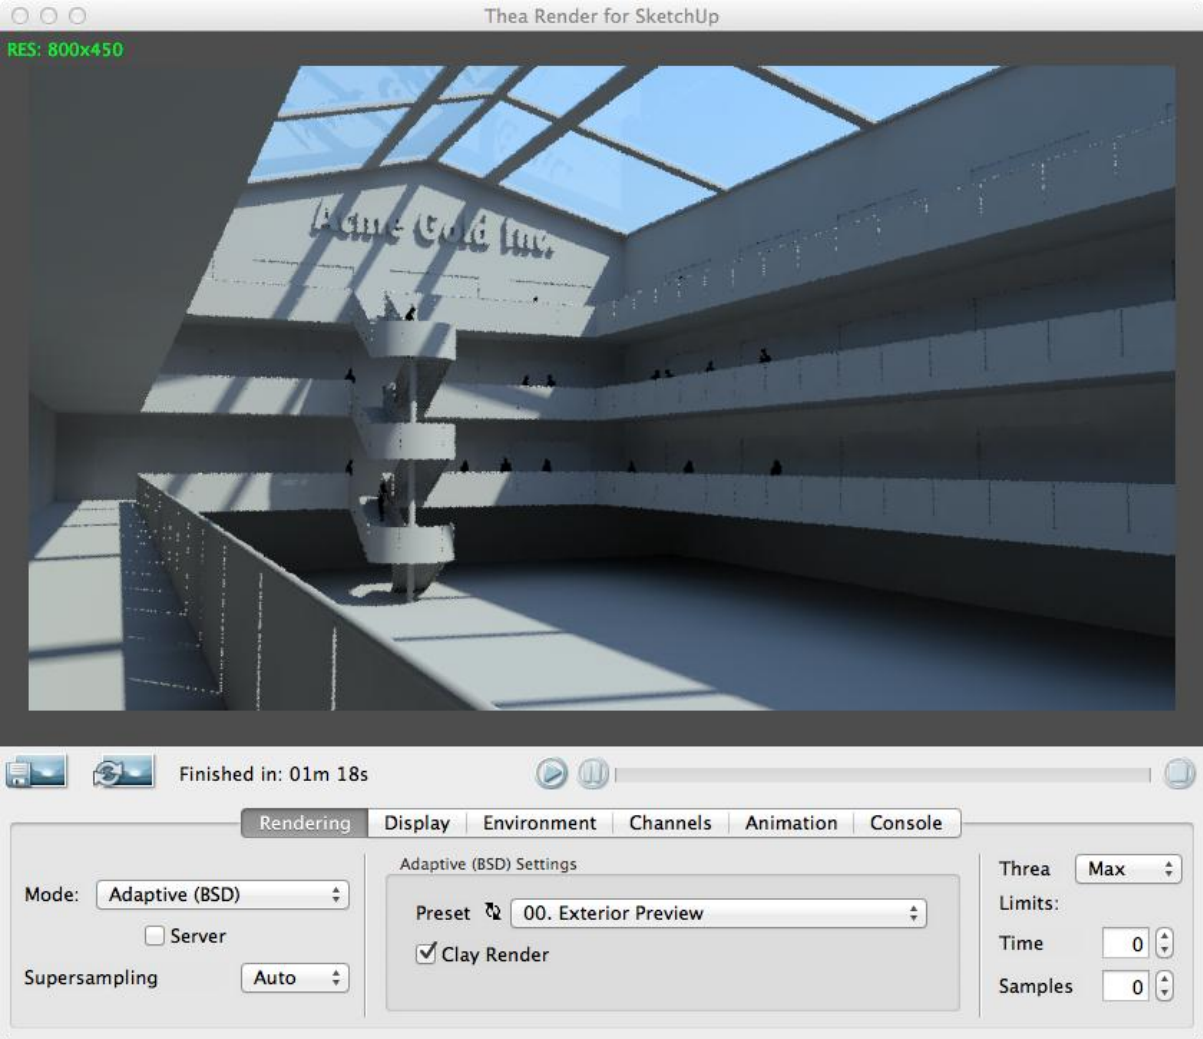 Thea Render for SketchUp
RES: 800x450
Acme Gold Inc.
Finished in: 01m 18s
Rendering Display Environment Channels Animation Console
Adaptive (BSD) Settings
Mode: Adaptive (BSD)
Server
Supersampling Auto
Preset 00. Exterior Preview
Clay Render
Threa Max
Limits:
Time 0
Samples 0